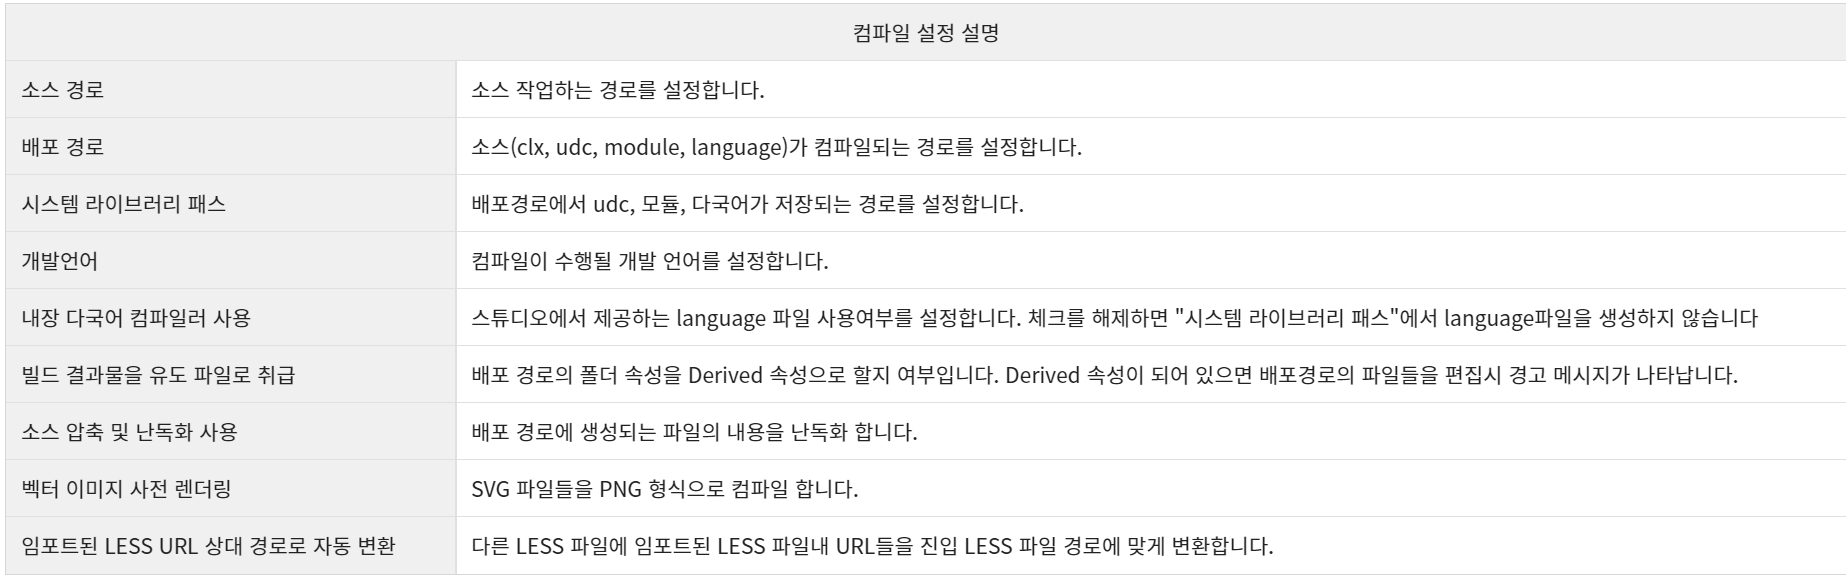 컴파일 설정 설명
소스 경로
소스 작업하는 경로를 설정합니다.
배포 경로
소스(clx, udc, module, language)가 컴파일되는 경로를 설정합니다.
시스템 라이브러리 패스
배포경로에서 udc, 모듈, 다국어가 저장되는 경로를 설정합니다.
개발언어
컴파일이 수행될 개발 언어를 설정합니다.
내장 다국어 컴파일러 사용
스튜디오에서 제공하는 language 파일 사용여부를 설정합니다. 체크를 해제하면 "시스템 라이브러리 패스"에서 language파일을 생성하지 않습니다
빌드 결과물을 유도 파일로 취급
배포 경로의 폴더 속성을 Derived 속성으로 할지 여부입니다. Derived 속성이 되어 있으면 배포경로의 파일들을 편집시 경고 메시지가 나타납니다.
소스 압축 및 난독화 사용
배포 경로에 생성되는 파일의 내용을 난독화 합니다.
벡터 이미지 사전 렌더링
SVG 파일들을 PNG 형식으로 컴파일 합니다.
임포트된 LESS URL 상대 경로로 자동 변환
다른 LESS 파일에 임포트된 LESS 파일내 URL들을 진입 LESS 파일 경로에 맞게 변환합니다.